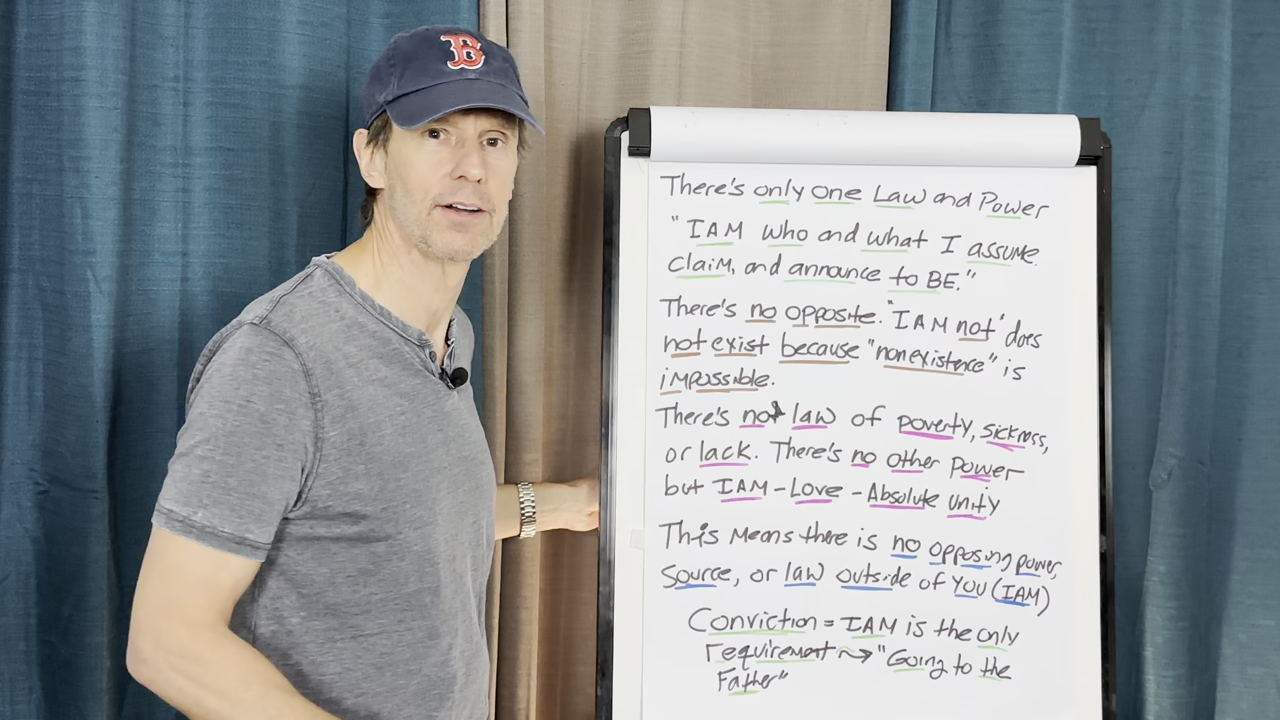 B
There's only one Law and Power
"IAM who and what I assume
claim, and announce to BE."
There's no opposite. "IAM not" does
not exist because "nonexistence" is
impossible.
There's no law of poverty, sickness,
or lack. There's no other power
but IAM - Love - Absolute unity
This means there is no opposing power,
source, or law outside of you (IAM)
Conviction = IAM is the only
requirement → "Going to the
Father"